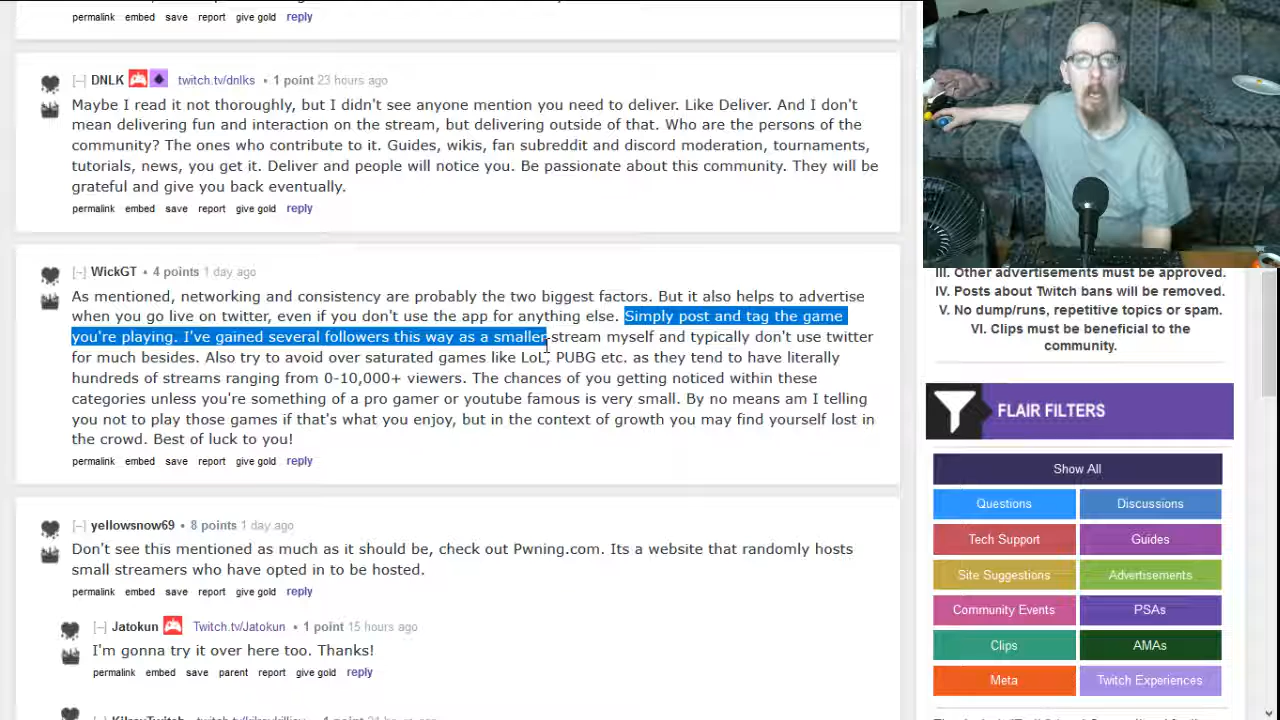 permalink embed save report give gold reply
[–] DNLK twitch.tv/dnlks • 1 point 23 hours ago
Maybe I read it not thoroughly, but I didn't see anyone mention you need to deliver. Like Deliver. And I don't
mean delivering fun and interaction on the stream, but delivering outside of that. Who are the persons of the
community? The ones who contribute to it. Guides, wikis, fan subreddit and discord moderation, tournaments,
tutorials, news, you get it. Deliver and people will notice you. Be passionate about this community. They will be
grateful and give you back eventually.
permalink embed save report give gold reply
[–] WickGT • 4 points 1 day ago
As mentioned, networking and consistency are probably the two biggest factors. But it also helps to advertise
when you go live on twitter, even if you don't use the app for anything else. Simply post and tag the game
you're playing. I've gained several followers this way as a smaller stream myself and typically don't use twitter
for much besides. Also try to avoid over saturated games like LoL, PUBG etc. as they tend to have literally
hundreds of streams ranging from 0-10,000+ viewers. The chances of you getting noticed within these
categories unless you're something of a pro gamer or youtube famous is very small. By no means am I telling
you not to play those games if that's what you enjoy, but in the context of growth you may find yourself lost in
the crowd. Best of luck to you!
permalink embed save report give gold reply
[–] yellowsnow69 • 8 points 1 day ago
Don't see this mentioned as much as it should be, check out Pwning.com. Its a website that randomly hosts
small streamers who have opted in to be hosted.
permalink embed save report give gold reply
[–] Jatokun Twitch.tv/Jatokun • 1 point 15 hours ago
I'm gonna try it over here too. Thanks!
permalink embed save parent report give gold reply
III. Other advertisements must be approved.
IV. Posts about Twitch bans will be removed.
V. No dump/runs, repetitive topics or spam.
VI. Clips must be beneficial to the
community.
FLAIR FILTERS
Show All
Questions Discussions
Tech Support Guides
Site Suggestions Advertisements
Community Events PSAs
Clips AMAs
Meta Twitch Experiences